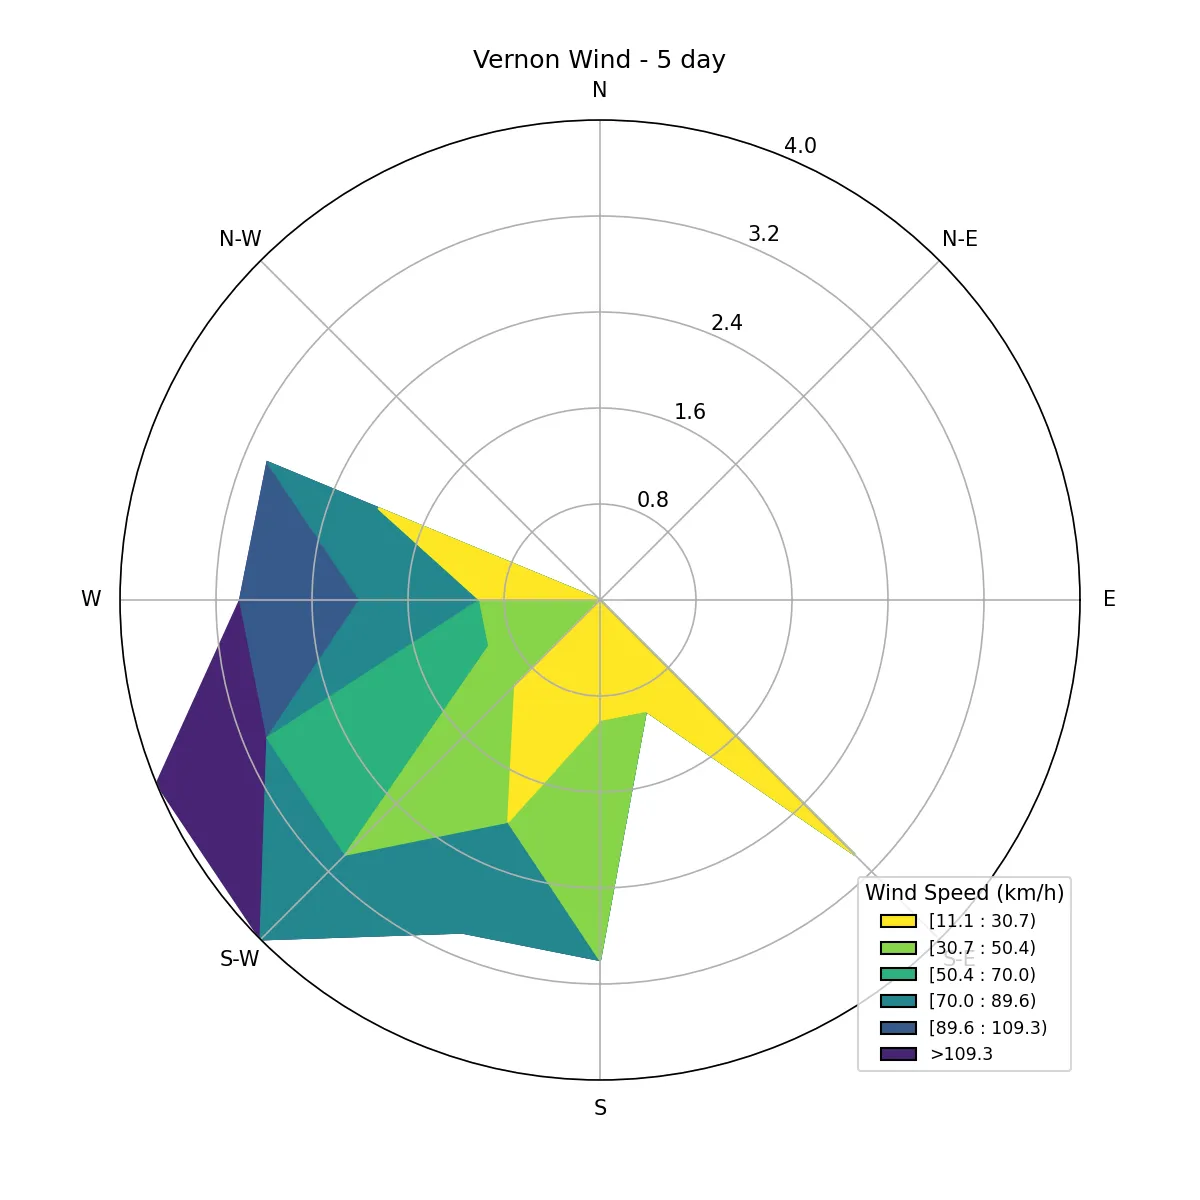 Vernon Wind - 5 day
N
4.0
N-W
N-E
3.2
2.4
1.6
0.8
W
E
S-W
S-E
Wind Speed (km/h)
[11.1 : 30.7)
[30.7 : 50.4)
[50.4 : 70.0)
[70.0 : 89.6)
[89.6 : 109.3)
>109.3
S